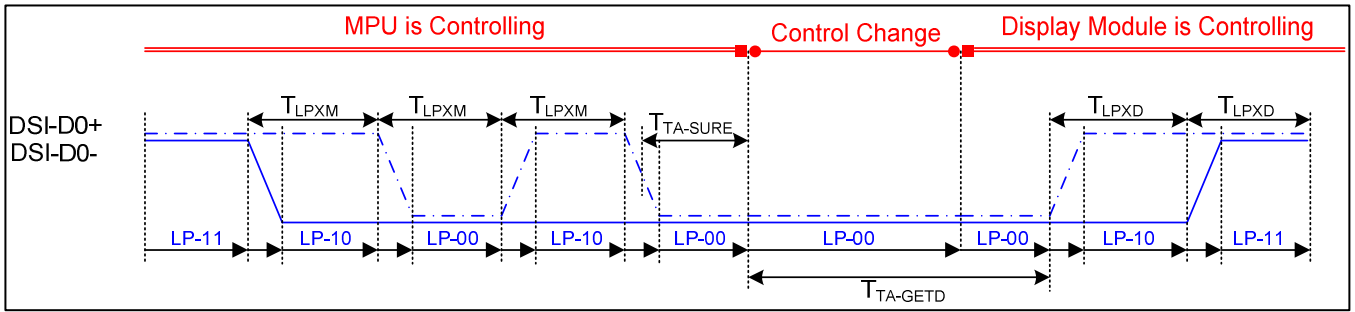 MPU is Controlling Control Change Display Module is Controlling
TLPXM TLPXM TLPXM TLPXD TLPXD
DSI-D0+ TTA-SURE
DSI-D0-
LP-11 LP-10 LP-00 LP-10 LP-00 LP-00 LP-00 LP-10 LP-11
TTA-GETD